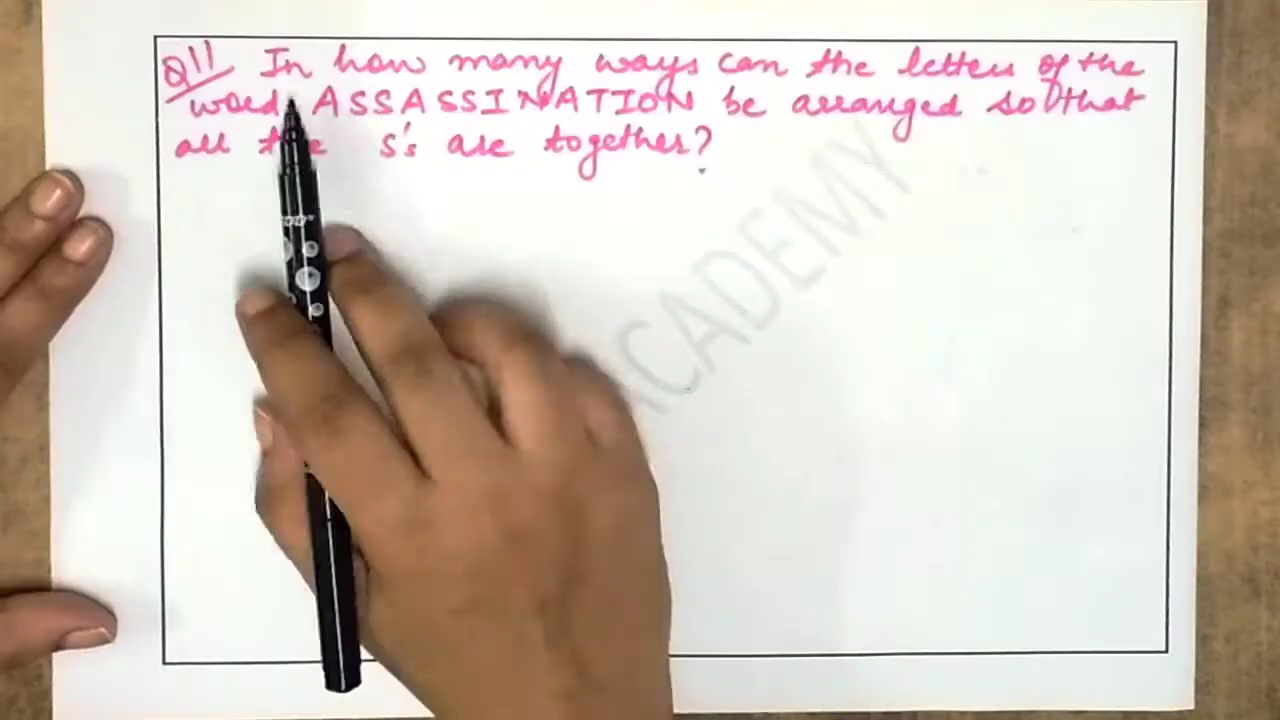 Q11 In how many ways can the letters of the
word ASSASSINATION be arranged so that
all the S's are together?
ACADEMY